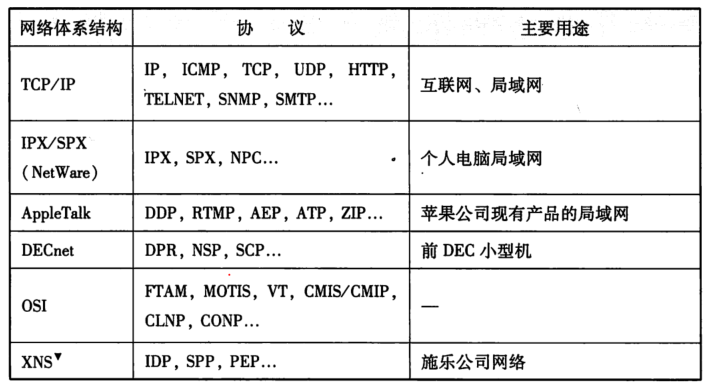 网络体系结构 协 议 主要用途
TCP/IP IP, ICMP, TCP, UDP, HTTP, 互联网、局域网
TELNET, SNMP, SMTP...
IPX/SPX
(NetWare) IPX, SPX, NPC... 个人电脑局域网
AppleTalk DDP, RTMP, AEP, ATP, ZIP... 苹果公司现有产品的局域网
DECnet DPR, NSP, SCP... 前 DEC 小型机
OSI FTAM, MOTIS, VT, CMIS/CMIP, —
CLNP, CONP...
XNS▼ IDP, SPP, PEP... 施乐公司网络